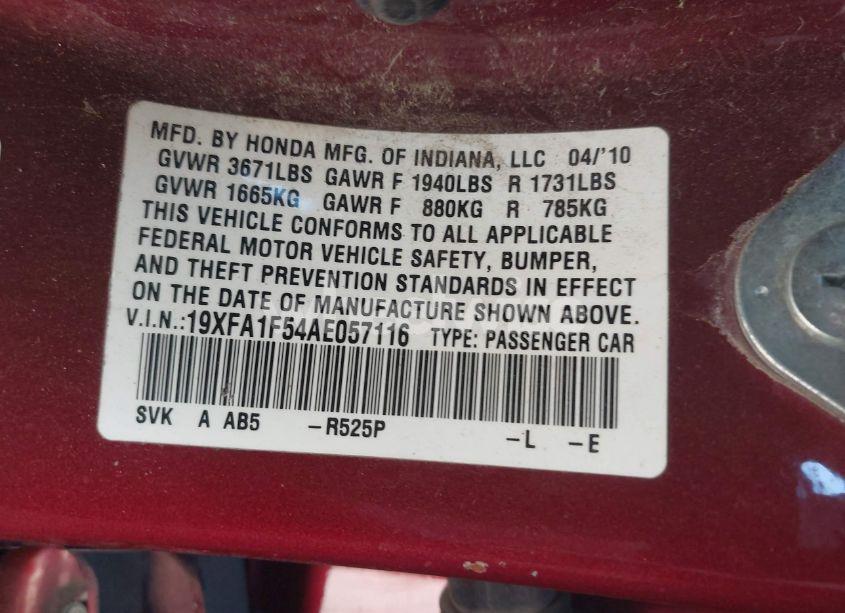 MFD. BY HONDA MFG. OF INDIANA, LLC 04/'10
GVWR 3671LBS GAWR F 1940LBS R 1731LBS
GVWR 1665KG GAWR F 880KG R 785KG
THIS VEHICLE CONFORMS TO ALL APPLICABLE
FEDERAL MOTOR VEHICLE SAFETY, BUMPER,
AND THEFT PREVENTION STANDARDS IN EFFECT
ON THE DATE OF MANUFACTURE SHOWN ABOVE.
V.I.N.:19XFA1F54AE057116 TYPE: PASSENGER CAR
SVK A AB5 -R525P -L -E